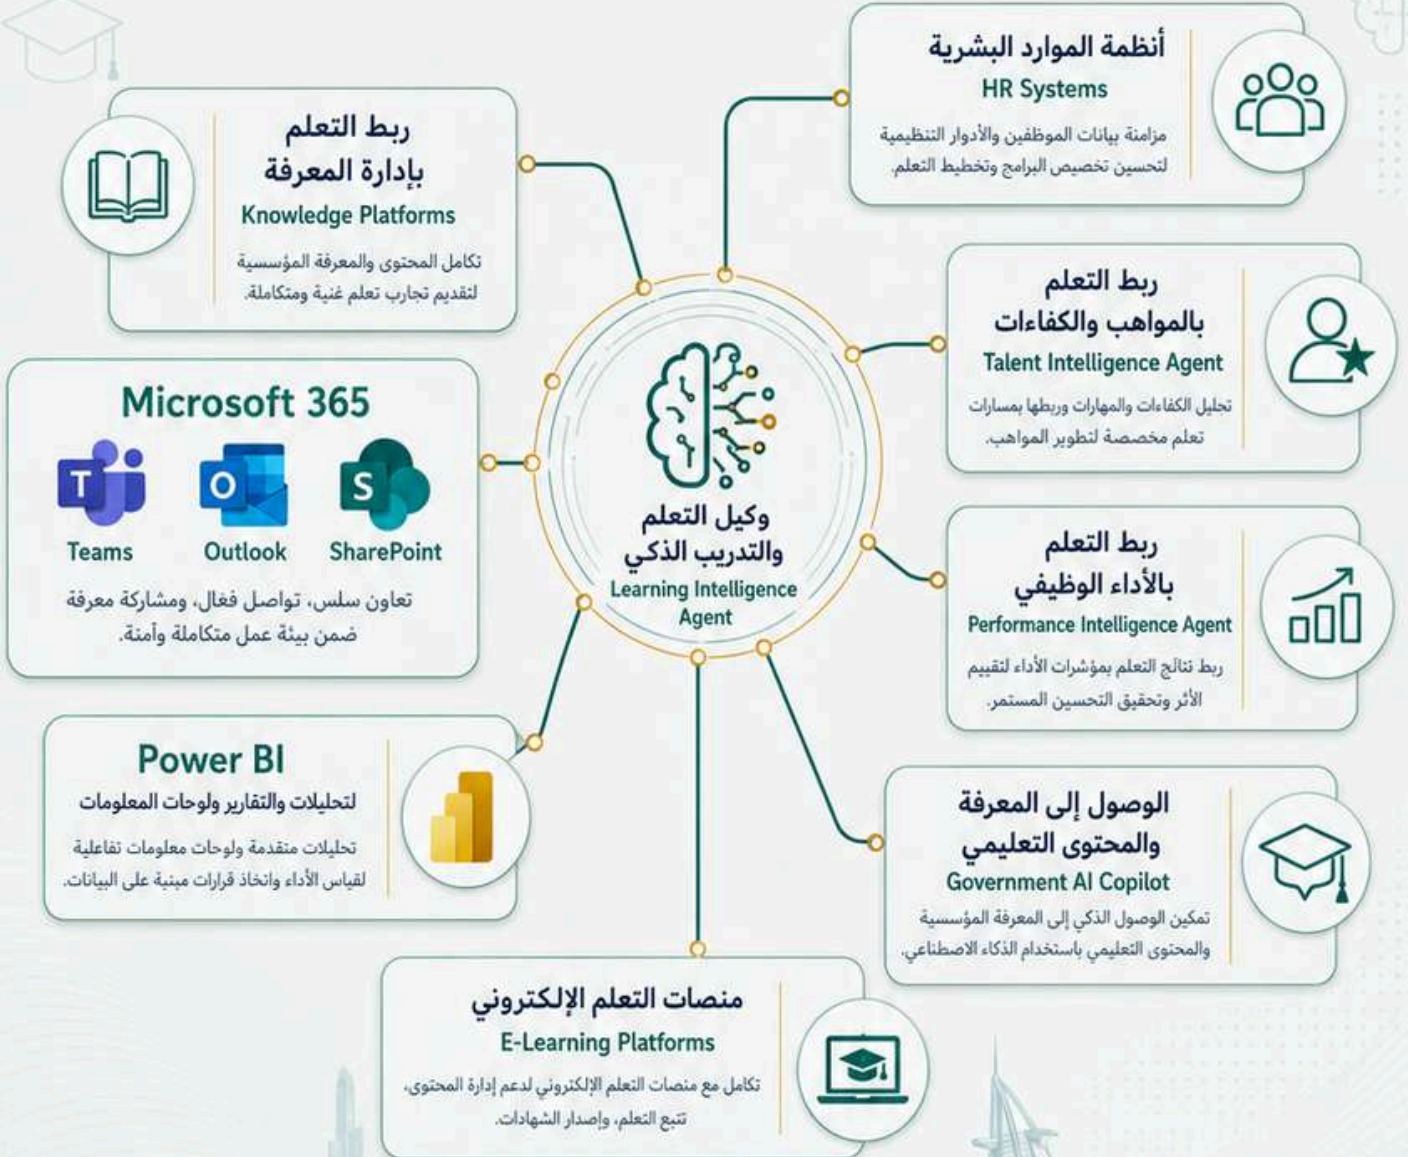 أنظمة الموارد البشرية
HR Systems
مزامنة بيانات الموظفين والأدوار التنظيمية
لتحسين تخصيص البرامج وتخطيط التعلم.
ربط التعلم
بإدارة المعرفة
Knowledge Platforms
تكامل المحتوى والمعرفة المؤسسية
لتقديم تجارب تعلم غنية ومتكاملة.
ربط التعلم
بالمواهب والكفاءات
Talent Intelligence Agent
تحليل الكفاءات والمهارات وربطها بمسارات
تعلم مخصصة لتطوير المواهب.
Microsoft 365
T
O
S
Teams
Outlook
SharePoint
تعاون سلس، تواصل فعّال، ومشاركة معرفة
ضمن بيئة عمل متكاملة وآمنة.
وكيل التعلم
والتدريب الذكي
Learning Intelligence
Agent
ربط التعلم
بالأداء الوظيفي
Performance Intelligence Agent
ربط نتائج التعلم بمؤشرات الأداء لتقييم
الأثر وتحقيق التحسين المستمر.
Power BI
لتحليلات والتقارير ولوحات المعلومات
تحليلات متقدمة ولوحات معلومات تفاعلية
لقياس الأداء واتخاذ قرارات مبنية على البيانات.
الوصول إلى المعرفة
والمحتوى التعليمي
Government AI Copilot
تمكين الوصول الذكي إلى المعرفة المؤسسية
والمحتوى التعليمي باستخدام الذكاء الاصطناعي.
منصات التعلم الإلكتروني
E-Learning Platforms
تكامل مع منصات التعلم الإلكتروني لدعم إدارة المحتوى،
تتبع التعلم، وإصدار الشهادات.